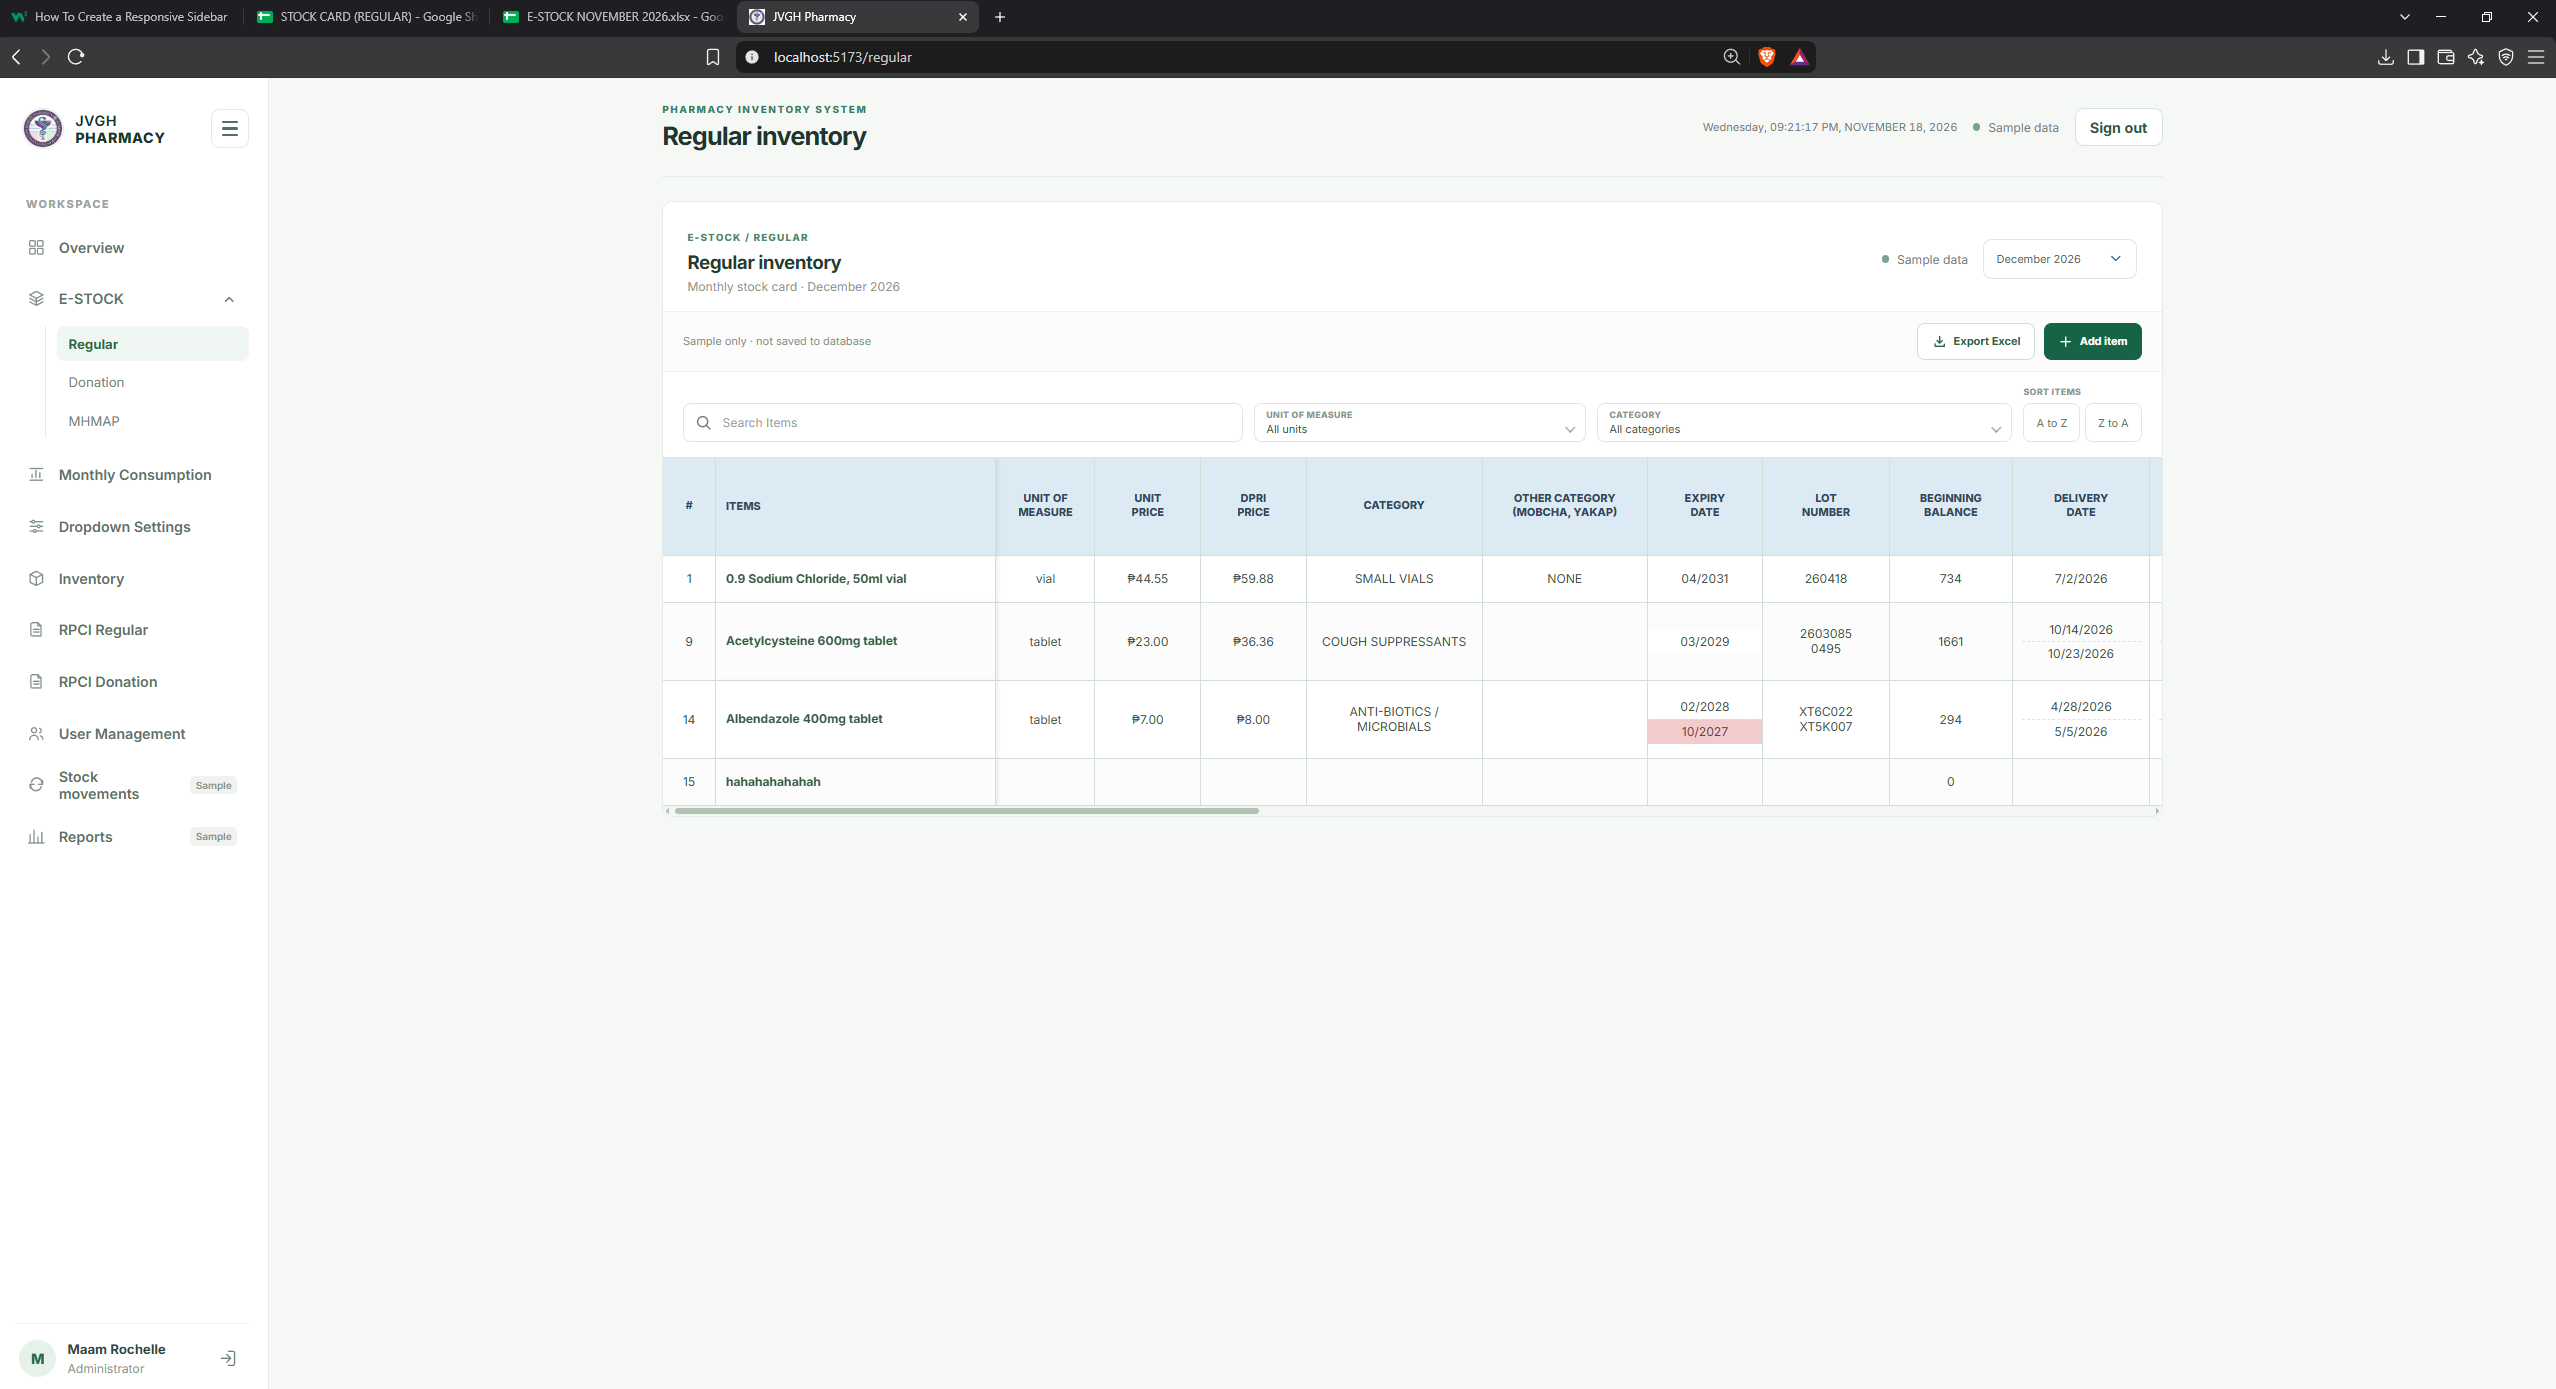 How To Create a Responsive Sidebar
STOCK CARD (REGULAR) - Google Sh
E-STOCK NOVEMBER 2026.xlsx - Goo
JVGH Pharmacy
localhost:5173/regular
JVGH
PHARMACY
WORKSPACE
Overview
E-STOCK
Regular
Donation
MHMAP
Monthly Consumption
Dropdown Settings
Inventory
RPCI Regular
RPCI Donation
User Management
Stock
movements
Sample
Reports
Sample
M
Maam Rochelle
Administrator
PHARMACY INVENTORY SYSTEM
Regular inventory
Wednesday, 09:21:17 PM, NOVEMBER 18, 2026
Sample data
Sign out
E-STOCK / REGULAR
Regular inventory
Monthly stock card · December 2026
Sample data
December 2026
Sample only · not saved to database
Export Excel
Add item
Search Items
UNIT OF MEASURE
All units
CATEGORY
All categories
SORT ITEMS
A to Z
Z to A
#
ITEMS
UNIT OF
MEASURE
UNIT
PRICE
DPRI
PRICE
CATEGORY
OTHER CATEGORY
(MOBCHA, YAKAP)
EXPIRY
DATE
LOT
NUMBER
BEGINNING
BALANCE
DELIVERY
DATE
1
0.9 Sodium Chloride, 50ml vial
vial
₱44.55
₱59.88
SMALL VIALS
NONE
04/2031
260418
734
7/2/2026
9
Acetylcysteine 600mg tablet
tablet
₱23.00
₱36.36
COUGH SUPPRESSANTS
03/2029
2603085
0495
1661
10/14/2026
10/23/2026
14
Albendazole 400mg tablet
tablet
₱7.00
₱8.00
ANTI-BIOTICS /
MICROBIALS
02/2028
10/2027
XT6C022
XT5K007
294
4/28/2026
5/5/2026
15
hahahahahahah
0